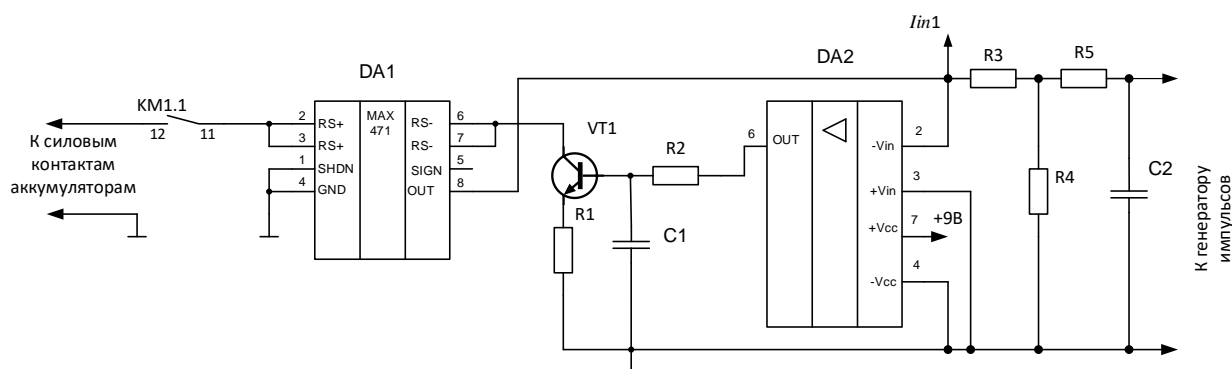 Iin1
DA1
DA2
R3
R5
KM1.1
12
11
К силовым
контактам
аккумуляторам
2
RS+
3
RS+
1
SHDN
4
GND
MAX
471
RS-
6
RS-
7
SIGN
5
OUT
8
VT1
R1
R2
C1
6
OUT
2
-Vin
3
+Vin
7
+Vcc
+9В
4
-Vcc
R4
C2
К генератору
импульсов